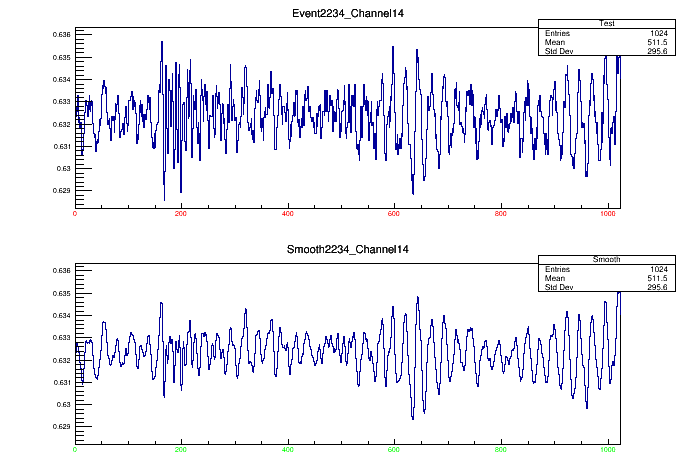 Event2234_Channel14
Test
Entries 1024
Mean 511.5
Std Dev 295.6
0.636
0.635
0.634
0.633
0.632
0.631
0.63
0.629
0 200 400 600 800 1000
Smooth2234_Channel14
Smooth
Entries 1024
Mean 511.5
Std Dev 295.6
0.636
0.635
0.634
0.633
0.632
0.631
0.63
0.629
0 200 400 600 800 1000